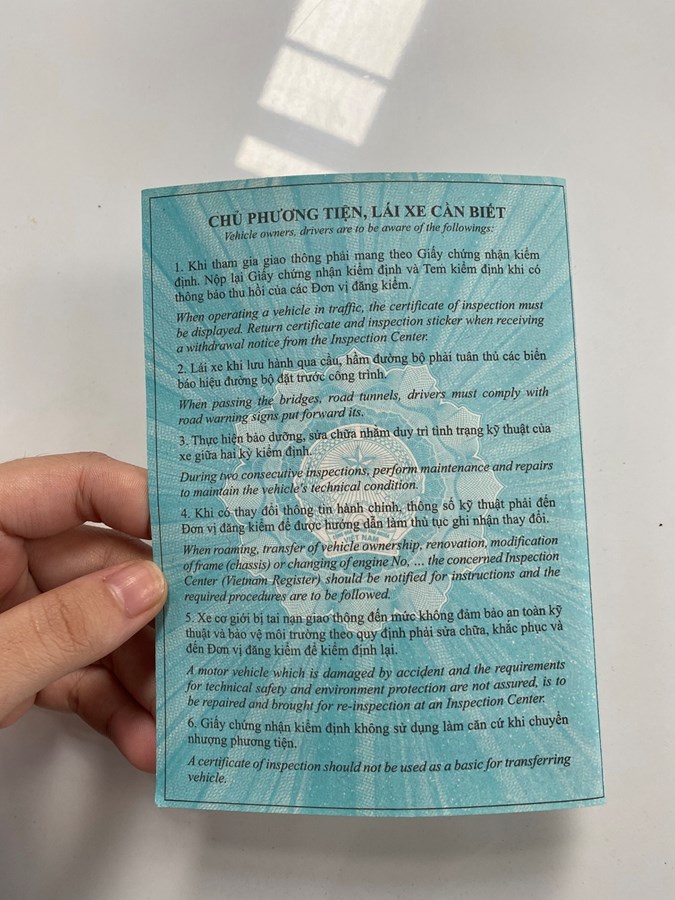 CHỦ PHƯƠNG TIỆN, LÁI XE CẦN BIẾT
Vehicle owners, drivers are to be aware of the followings:
1. Khi tham gia giao thông phải mang theo Giấy chứng nhận kiểm
định. Nộp lại Giấy chứng nhận kiểm định và Tem kiểm định khi có
thông báo thu hồi của các Đơn vị đăng kiểm.
When operating a vehicle in traffic, the certificate of inspection must
be displayed. Return certificate and inspection sticker when receiving
a withdrawal notice from the Inspection Center.
2. Lái xe khi lưu hành qua cầu, hầm đường bộ phải tuân thủ các biển
báo hiệu đường bộ đặt trước công trình.
When passing the bridges, road tunnels, drivers must comply with
road warning signs put forward its.
3. Thực hiện bảo dưỡng, sửa chữa nhằm duy trì tình trạng kỹ thuật của
xe giữa hai kỳ kiểm định.
During two consecutive inspections, perform maintenance and repairs
to maintain the vehicle's technical condition.
4. Khi có thay đổi thông tin hành chính, thông số kỹ thuật phải đến
Đơn vị đăng kiểm để được hướng dẫn làm thủ tục ghi nhận thay đổi.
VIỆT NAM
When roaming, transfer of vehicle ownership, renovation, modification
of frame (chassis) or changing of engine No, ... the concerned Inspection
Center (Vietnam Register) should be notified for instructions and the
required procedures are to be followed.
5. Xe cơ giới bị tai nạn giao thông đến mức không đảm bảo an toàn kỹ
thuật và bảo vệ môi trường theo quy định phải sửa chữa, khắc phục và
đến Đơn vị đăng kiểm để kiểm định lại.
A motor vehicle which is damaged by accident and the requirements
for technical safety and environment protection are not assured, is to
be repaired and brought for re-inspection at an Inspection Center.
6. Giấy chứng nhận kiểm định không sử dụng làm căn cứ khi chuyển
nhượng phương tiện.
A certificate of inspection should not be used as a basic for transferring
vehicle.